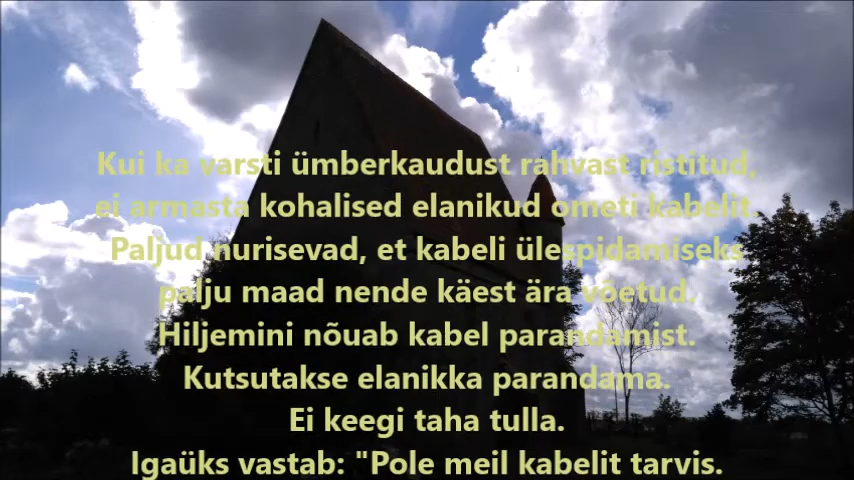 Kui ka varsti ümberkaudust rahvast ristitud,
ei armasta kohalised elanikud ometi kabelit.
Paljud nurisevad, et kabeli ülespidamiseks
palju maad nende käest ära võetud.
Hiljemini nõuab kabel parandamist.
Kutsutakse elanikka parandama.
Ei keegi taha tulla.
Igaüks vastab: "Pole meil kabelit tarvis.